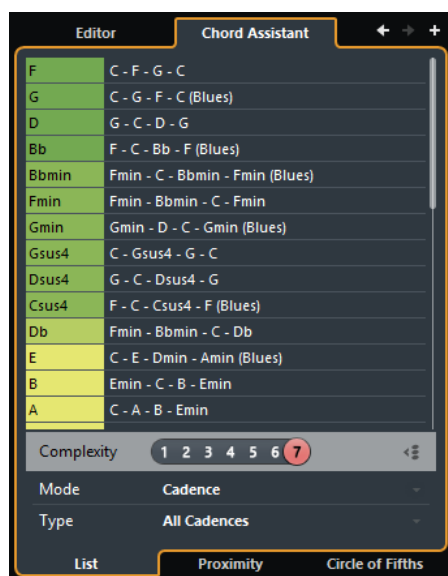 Editor Chord Assistant
F C - F - G - C
G C - G - F - C (Blues)
D G - C - D - G
Bb F - C - Bb - F (Blues)
Bbmin Fmin - C - Bbmin - Fmin (Blues)
Fmin Fmin - Bbmin - C - Fmin
Gmin Gmin - D - C - Gmin (Blues)
Gsus4 C - Gsus4 - G - C
Dsus4 G - C - Dsus4 - G
Csus4 F - C - Csus4 - F (Blues)
Db Fmin - Bbmin - C - Db
E C - E - Dmin - Amin (Blues)
B Emin - C - B - Emin
A C - A - B - Emin
Complexity 1 2 3 4 5 6 7
Mode Cadence
Type All Cadences
List Proximity Circle of Fifths